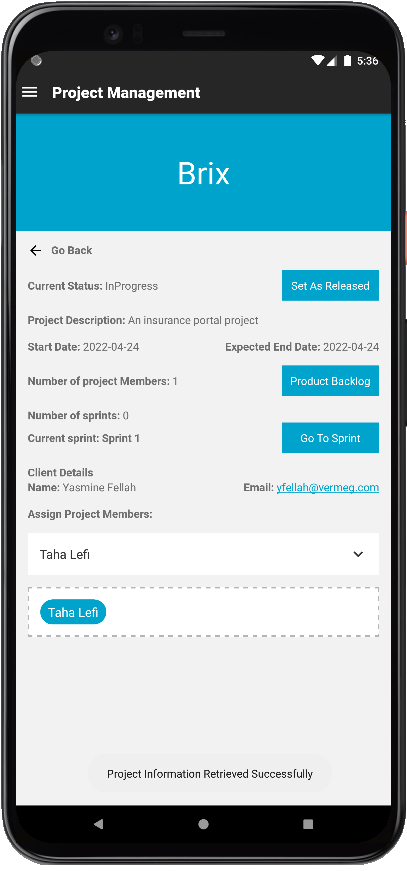 5:36
Project Management
Brix
Go Back
Current Status: InProgress
Set As Released
Project Description: An insurance portal project
Start Date: 2022-04-24
Expected End Date: 2022-04-24
Number of project Members: 1
Product Backlog
Number of sprints: 0
Current sprint: Sprint 1
Go To Sprint
Client Details
Name: Yasmine Fellah
Email: yfellah@vermeg.com
Assign Project Members:
Taha Lefi
Taha Lefi
Project Information Retrieved Successfully